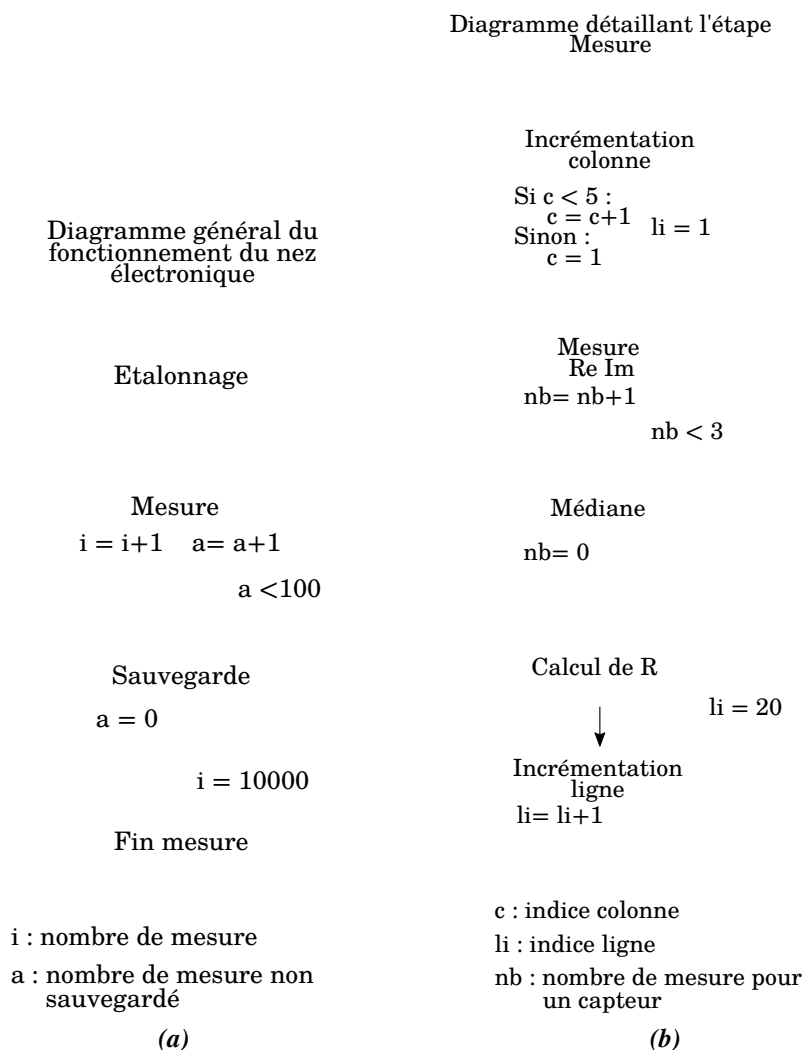 Diagramme général du
fonctionnement du nez
électronique
Etalonnage
Mesure
i = i+1 a= a+1
a <100
Sauvegarde
a = 0
i = 10000
Fin mesure
i : nombre de mesure
a : nombre de mesure non
sauvegardé
(a)
Diagramme détaillant l'étape
Mesure
Incrémentation
colonne
Si c < 5 :
c = c+1
li = 1
Sinon :
c = 1
Mesure
Re Im
nb= nb+1
nb < 3
Médiane
nb= 0
Calcul de R
li = 20
Incrémentation
ligne
li= li+1
c : indice colonne
li : indice ligne
nb : nombre de mesure pour
un capteur
(b)